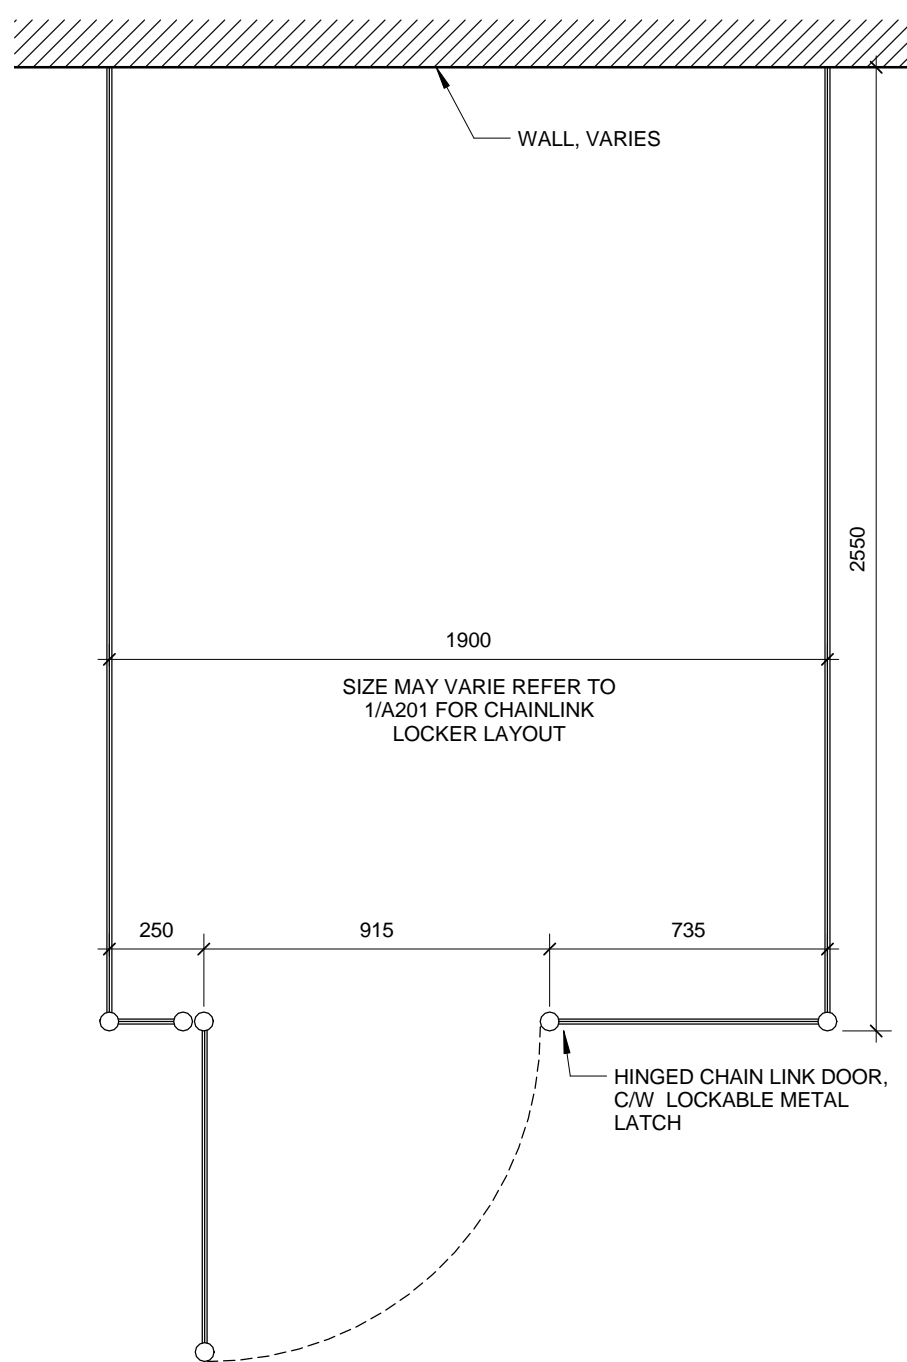 WALL, VARIES
2550
1900
SIZE MAY VARIE REFER TO
1/A201 FOR CHAINLINK
LOCKER LAYOUT
250
915
735
HINGED CHAIN LINK DOOR,
C/W LOCKABLE METAL
LATCH